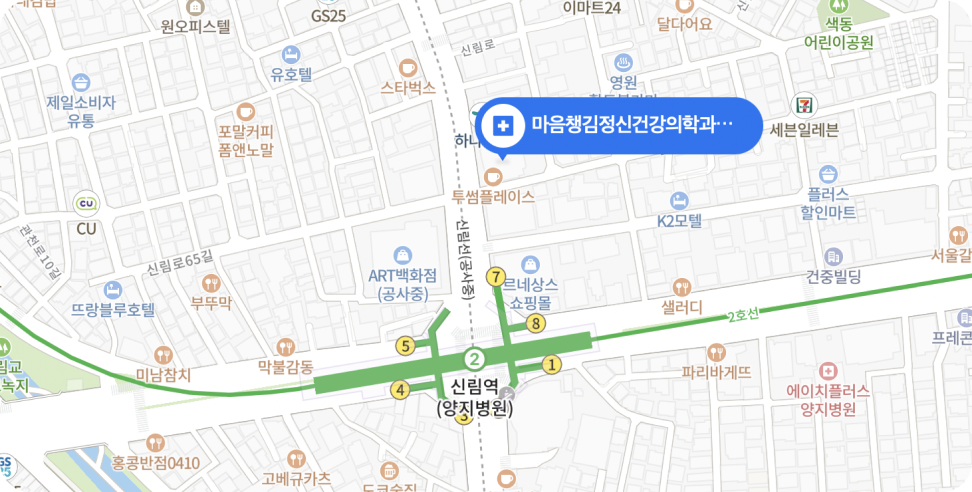 원오피스텔
GS25
이마트24
달다어요
색동
어린이공원
신림로
유호텔
스타벅스
영원
제일소비자
유통
포말커피
폼앤노말
마음챙김정신건강의학과…
세븐일레븐
하나
투썸플레이스
CU
CU
K2모텔
플러스
할인마트
관천로10길
신림로65길
신림선(공사중)
ART백화점
(공사중)
7
르네상스
쇼핑몰
건중빌딩
서울갈
뜨랑블루호텔
부뚜막
샐러디
2호선
8
5
프레콘
미남참치
막불감동
2
1
파리바게뜨
림교
녹지
4
신림역
(양지병원)
3
에이치플러스
양지병원
홍콩반점0410
고베규카츠
GS
25